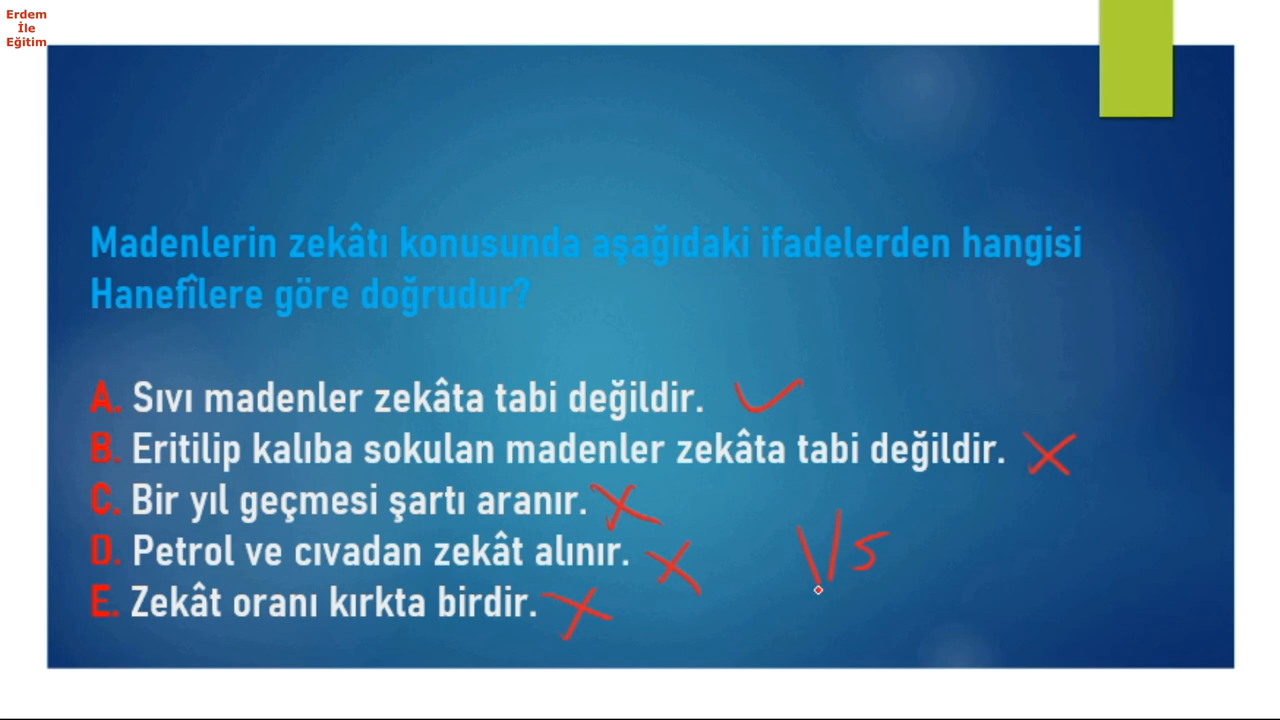 Erdem
İle
Eğitim
Madenlerin zekâtı konusunda aşağıdaki ifadelerden hangisi
Hanefîlere göre doğrudur?
A. Sıvı madenler zekâta tabi değildir.
B. Eritilip kalıba sokulan madenler zekâta tabi değildir.
C. Bir yıl geçmesi şartı aranır.
D. Petrol ve cıvadan zekât alınır.
E. Zekât oranı kırkta birdir.